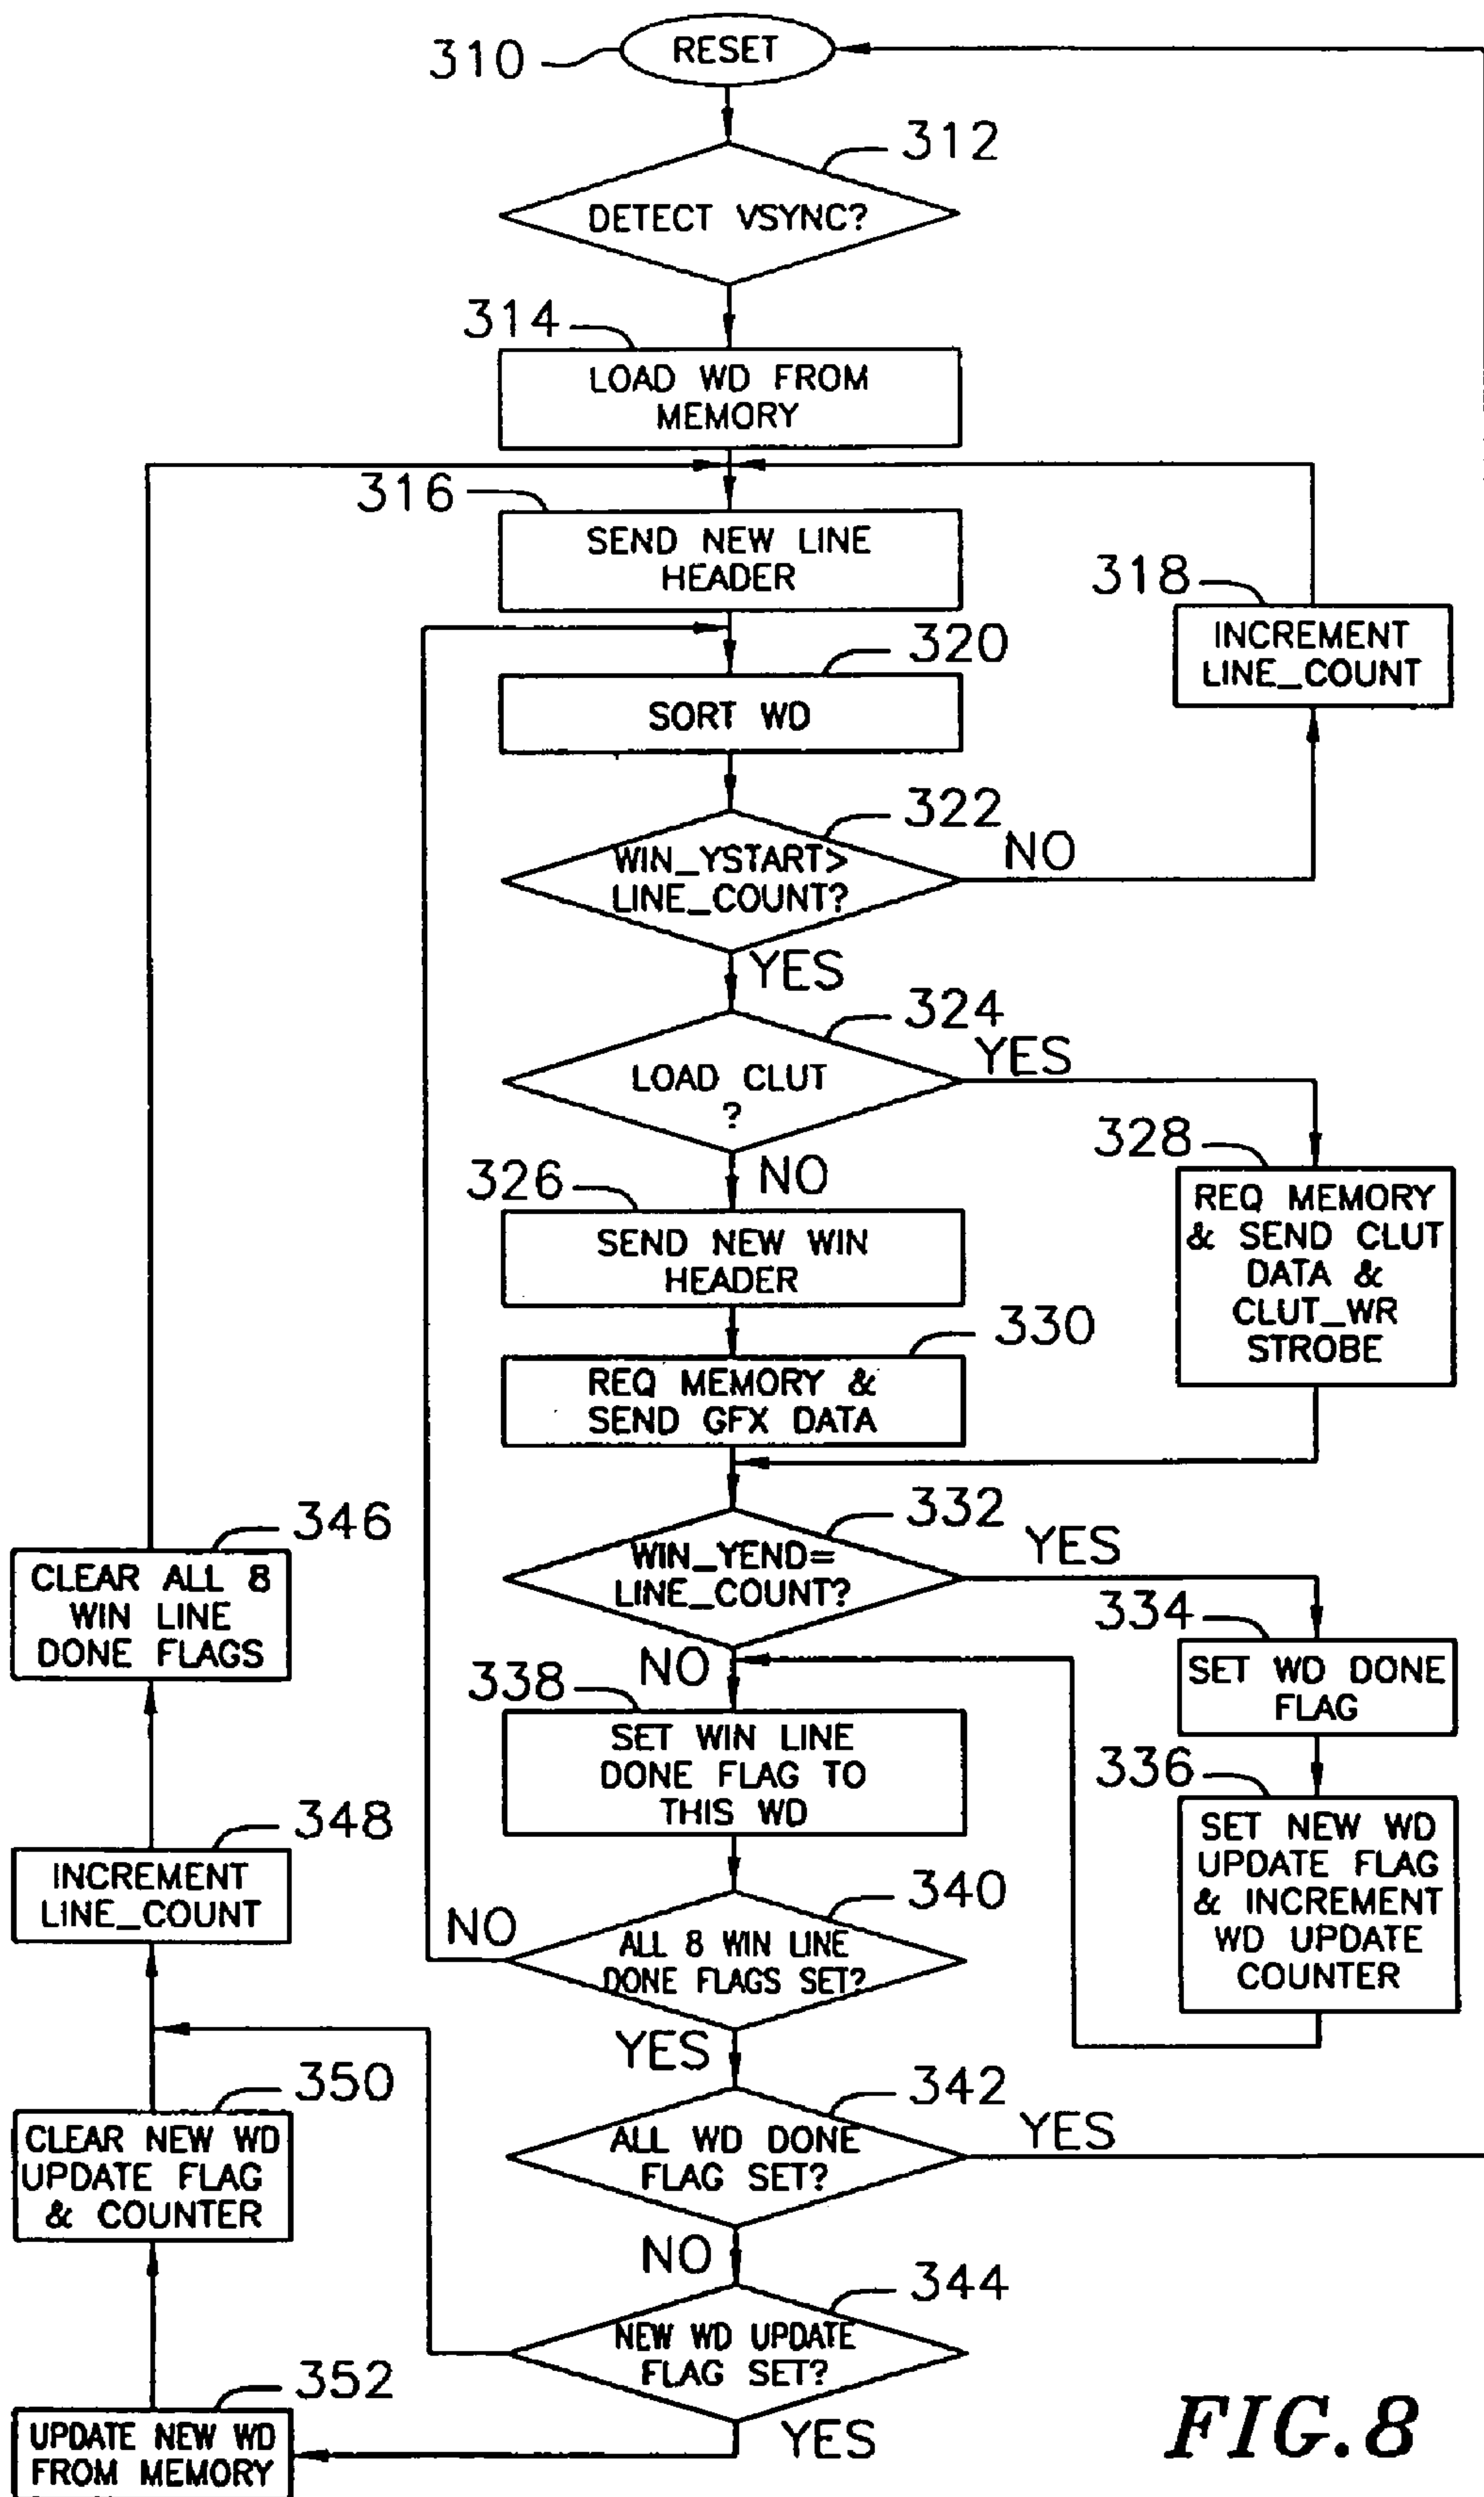 310
RESET
312
DETECT VSYNC?
314
LOAD WD FROM
MEMORY
316
SEND NEW LINE
HEADER
318
INCREMENT
LINE_COUNT
320
SORT WD
322
WIN_YSTART>
LINE_COUNT?
NO
YES
324
LOAD CLUT
?
YES
NO
326
SEND NEW WIN
HEADER
328
REQ MEMORY
& SEND CLUT
DATA &
CLUT_WR
STROBE
330
REQ MEMORY &
SEND GFX DATA
332
WIN_YEND=
LINE_COUNT?
YES
NO
334
SET WD DONE
FLAG
336
SET NEW WD
UPDATE FLAG
& INCREMENT
WD UPDATE
COUNTER
338
SET WIN LINE
DONE FLAG TO
THIS WD
340
ALL 8 WIN LINE
DONE FLAGS SET?
NO
YES
342
ALL WD DONE
FLAG SET?
YES
NO
344
NEW WD UPDATE
FLAG SET?
YES
346
CLEAR ALL 8
WIN LINE
DONE FLAGS
348
INCREMENT
LINE_COUNT
350
CLEAR NEW WD
UPDATE FLAG
& COUNTER
352
UPDATE NEW WD
FROM MEMORY
FIG.8